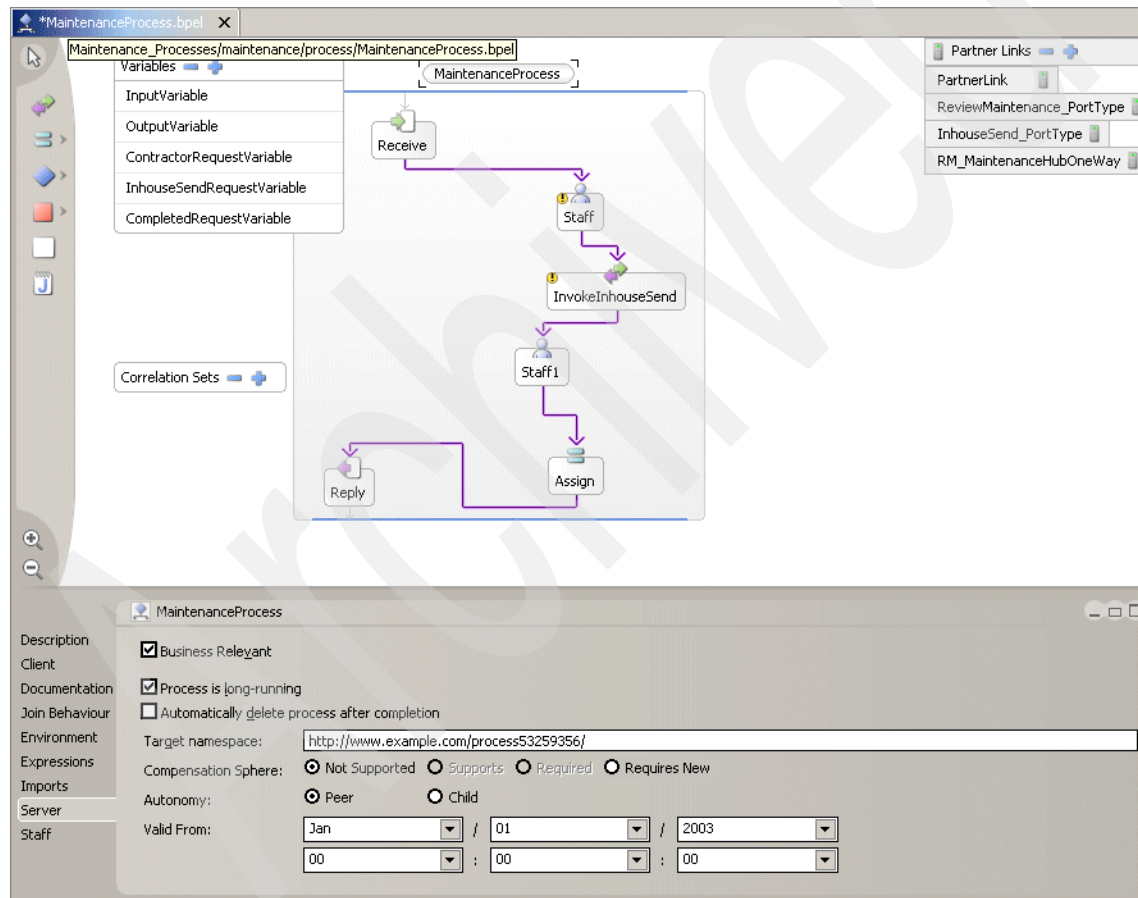 *MaintenanceProcess.bpel X
Maintenance_Processes/maintenance/process/MaintenanceProcess.bpel
Variables
InputVariable
OutputVariable
ContractorRequestVariable
InhouseSendRequestVariable
CompletedRequestVariable
Correlation Sets
MaintenanceProcess
Receive
Staff
InvokeInhouseSend
Staff1
Assign
Reply
Partner Links
PartnerLink
ReviewMaintenance_PortType
InhouseSend_PortType
RM_MaintenanceHubOneWay
J
MaintenanceProcess
Description
Client
Documentation
Join Behaviour
Environment
Expressions
Imports
Server
Staff
Business Relevant
Process is long-running
Automatically delete process after completion
Target namespace: http://www.example.com/process53259356/
Compensation Sphere: Not Supported Supports Required Requires New
Autonomy: Peer Child
Valid From: Jan / 01 / 2003
00 : 00 : 00
Archive